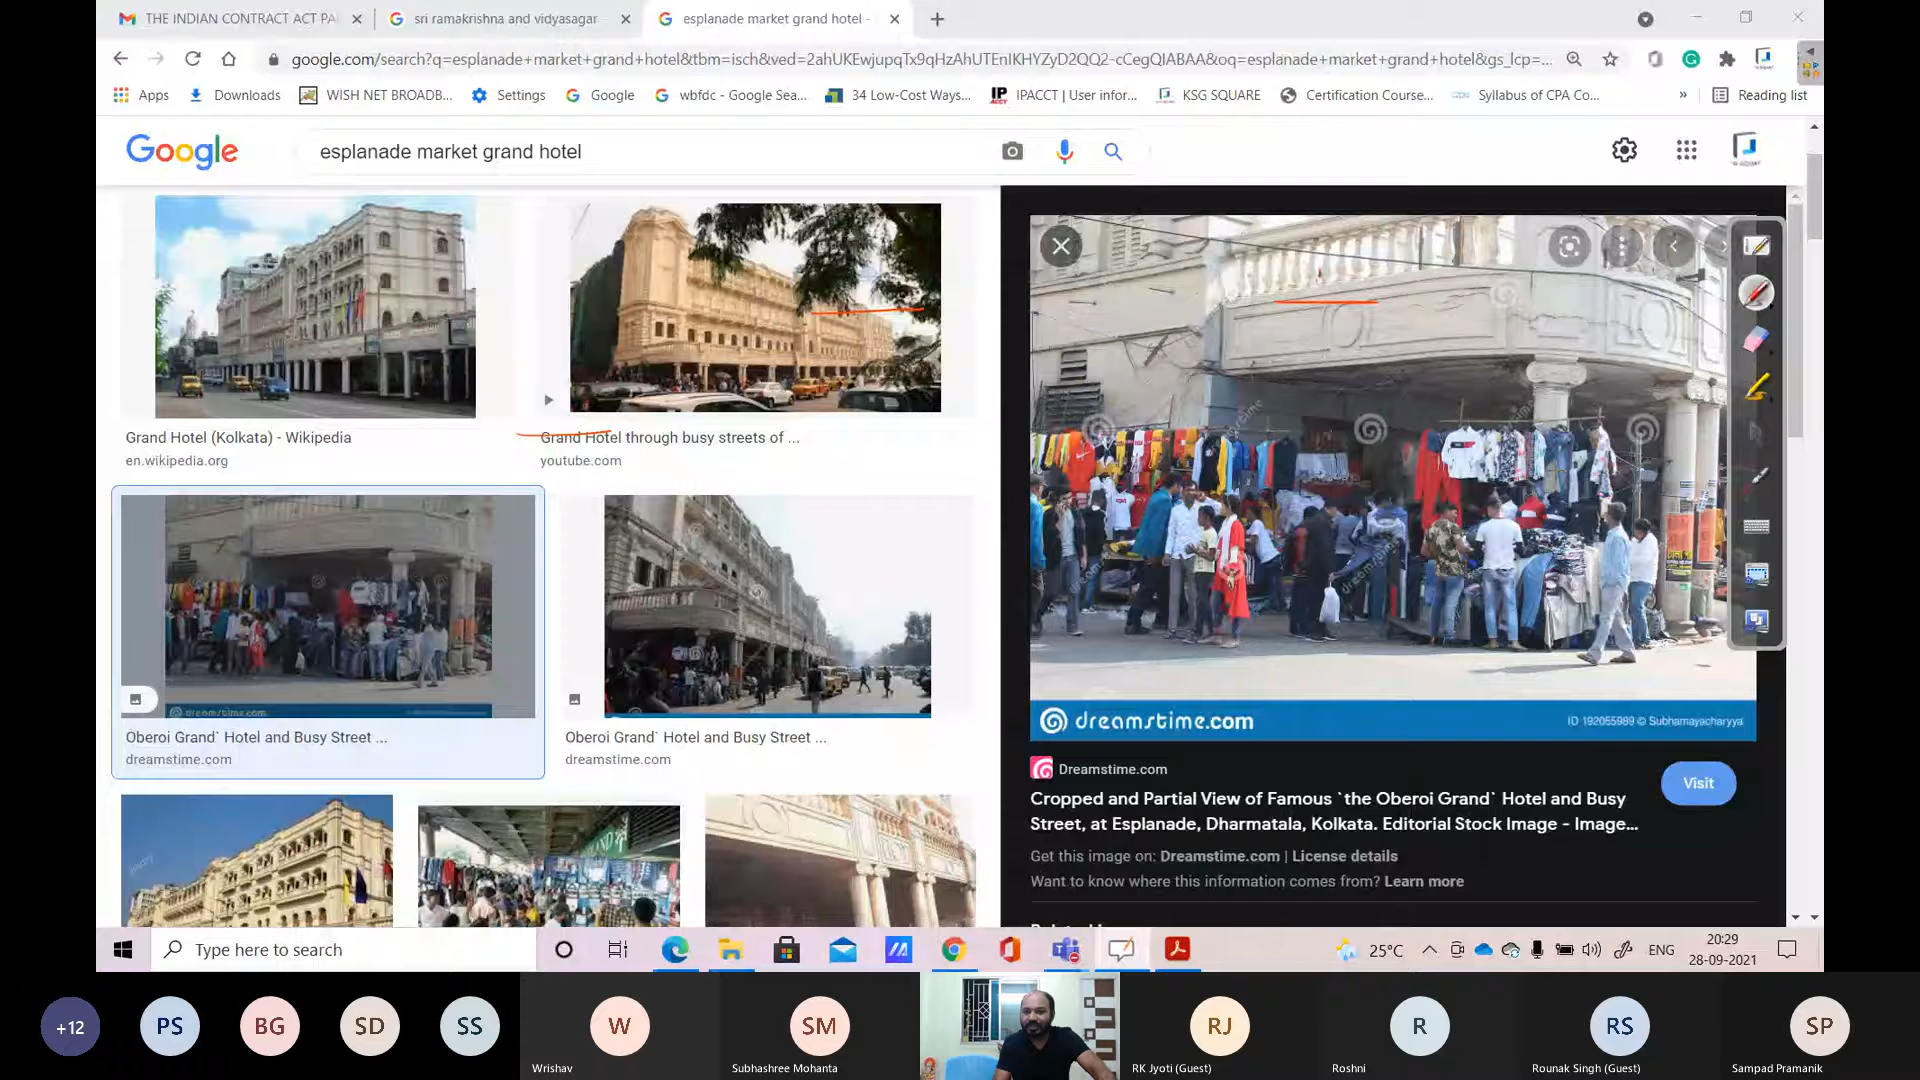 THE INDIAN CONTRACT ACT PA
sri ramakrishna and vidyasagar
esplanade market grand hotel -
google.com/search?q=esplanade+market+grand+hotel&tbm=isch&ved=2ahUKEwjupqTx9qHzAhUTEnIKHYZyD2QQ2-cCegQIABAA&oq=esplanade+market+grand+hotel&gs_lcp=...
Apps
Downloads
WISH NET BROADB...
Settings
Google
wbfdc - Google Sea...
34 Low-Cost Ways...
IPACCT | User infor...
KSG SQUARE
Certification Course...
Syllabus of CPA Co...
»
Reading list
Google
esplanade market grand hotel
Grand Hotel (Kolkata) - Wikipedia
en.wikipedia.org
Grand Hotel through busy streets of ...
youtube.com
Oberoi Grand` Hotel and Busy Street ...
dreamstime.com
Oberoi Grand` Hotel and Busy Street ...
dreamstime.com
dreamstime.com
ID 192055989 © Subhamayacharyya
Dreamstime.com
Cropped and Partial View of Famous `the Oberoi Grand` Hotel and Busy
Street, at Esplanade, Dharmatala, Kolkata. Editorial Stock Image - Image...
Visit
Get this image on: Dreamstime.com | License details
Want to know where this information comes from? Learn more
Type here to search
25°C
ENG
20:29
28-09-2021
+12
PS
BG
SD
SS
W
Wrishav
SM
Subhashree Mohanta
RJ
RK Jyoti (Guest)
R
Roshni
RS
Rounak Singh (Guest)
SP
Sampad Pramanik